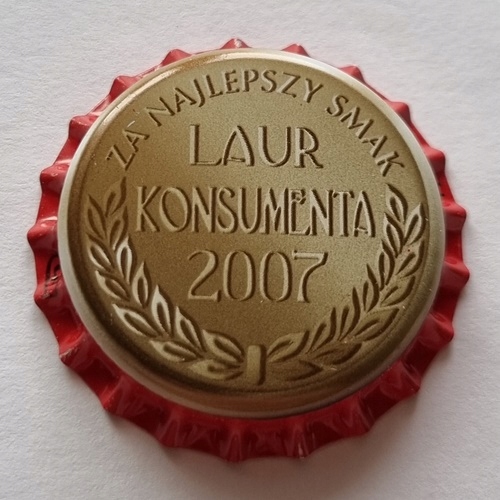 ZA NAJLEPSZY SMAK
LAUR
KONSUMENTA
2007